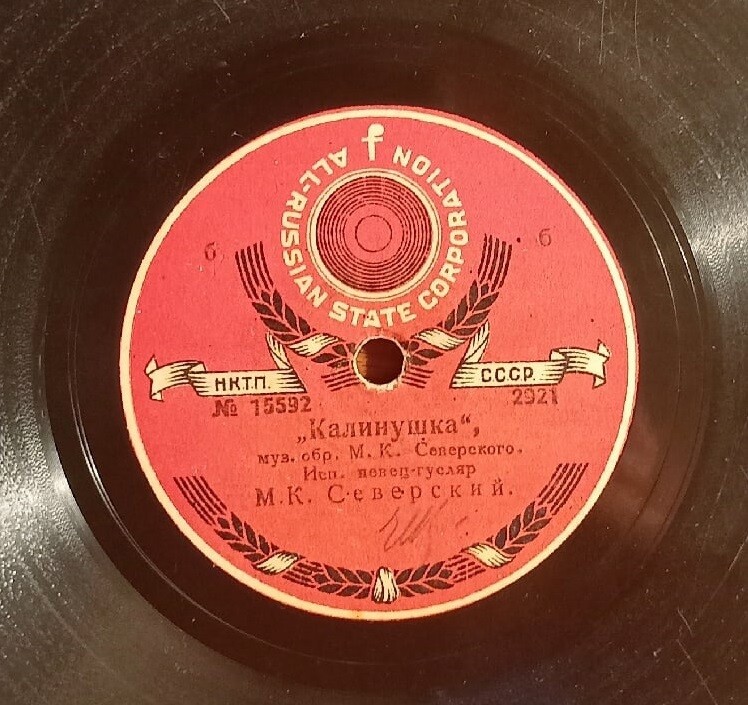 ALL-RUSSIAN STATE CORPORATION
б б
НКТП. СССР.
№ 15592 2921
„Калинушка“,
муз. обр. М. К. Северского.
Исп. певец-гусляр
М.К. Северский.